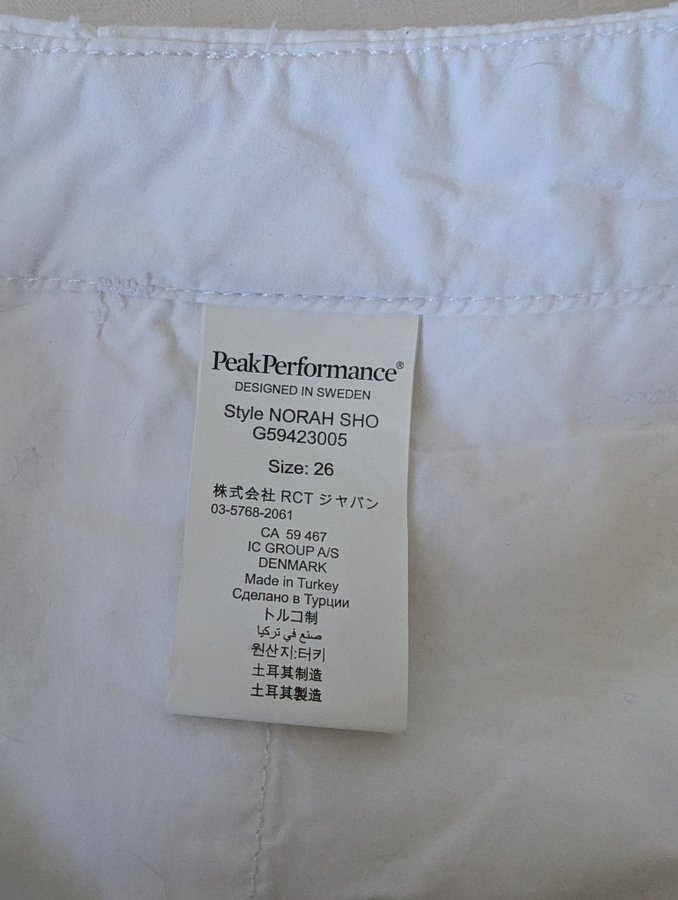 PeakPerformance®
DESIGNED IN SWEDEN
Style NORAH SHO
G59423005
Size: 26
株式会社 RCT ジャパン
03-5768-2061
CA 59 467
IC GROUP A/S
DENMARK
Made in Turkey
Сделано в Турции
トルコ制
صنع في تركيا
원산지:터키
土耳其制造
土耳其製造